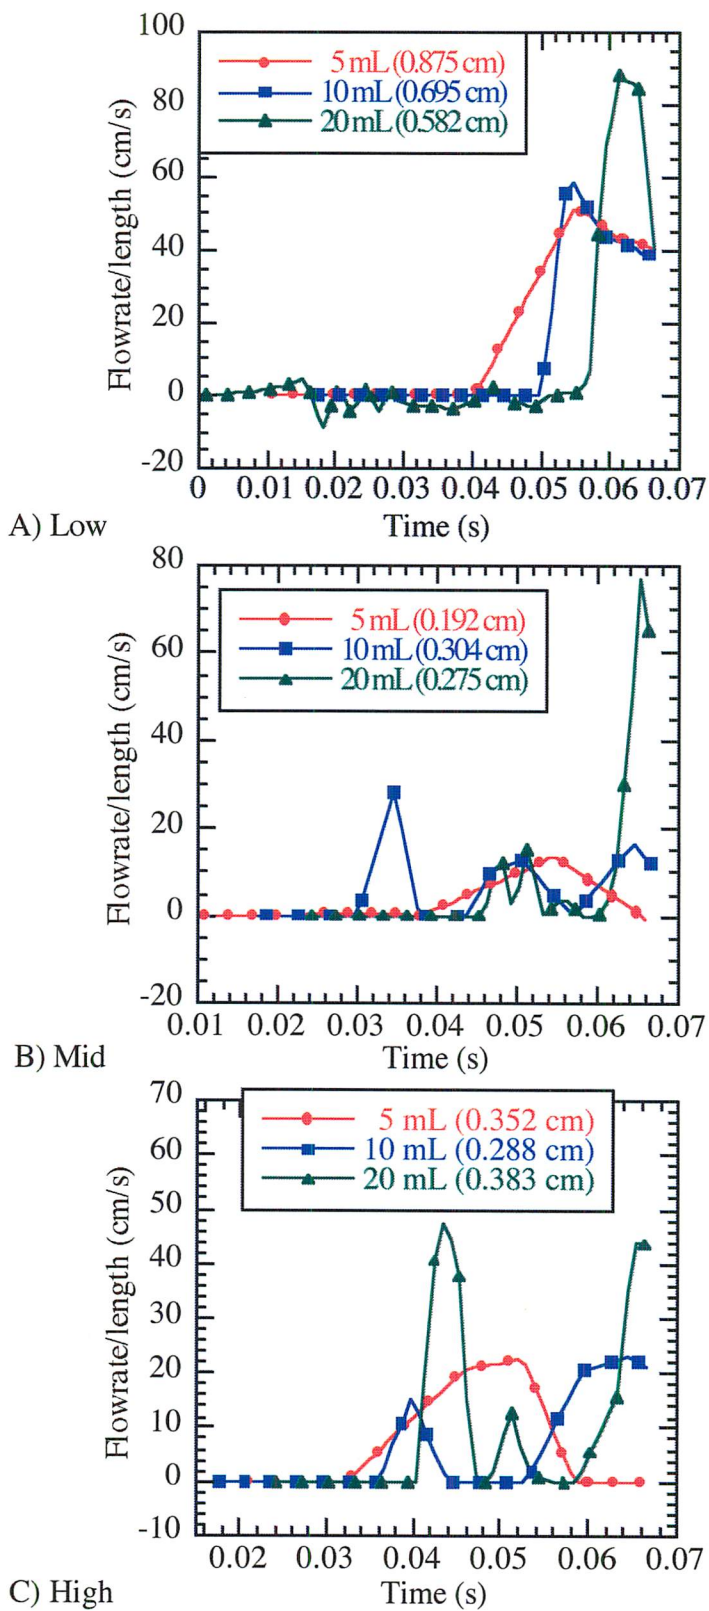 100
80
60
40
20
0
-20
Flowrate/length (cm/s)
5 mL (0.875 cm)
10 mL (0.695 cm)
20 mL (0.582 cm)
0 0.01 0.02 0.03 0.04 0.05 0.06 0.07
A) Low
Time (s)
80
60
40
20
0
-20
Flowrate/length (cm/s)
5 mL (0.192 cm)
10 mL (0.304 cm)
20 mL (0.275 cm)
0.01 0.02 0.03 0.04 0.05 0.06 0.07
B) Mid
Time (s)
70
60
50
40
30
20
10
0
-10
Flowrate/length (cm/s)
5 mL (0.352 cm)
10 mL (0.288 cm)
20 mL (0.383 cm)
0.02 0.03 0.04 0.05 0.06 0.07
C) High
Time (s)